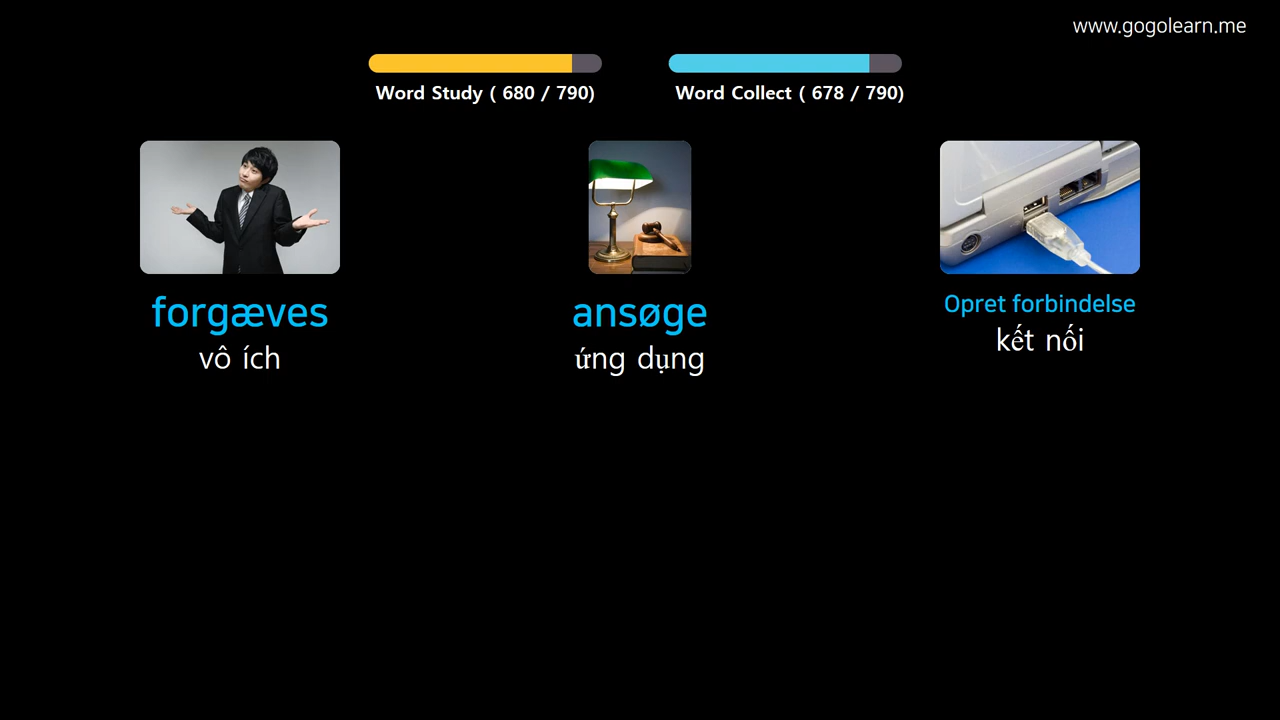 www.gogolearn.me
Word Study ( 680 / 790)
Word Collect ( 678 / 790)
forgæves
vô ích
ansøge
ứng dụng
Opret forbindelse
kết nối